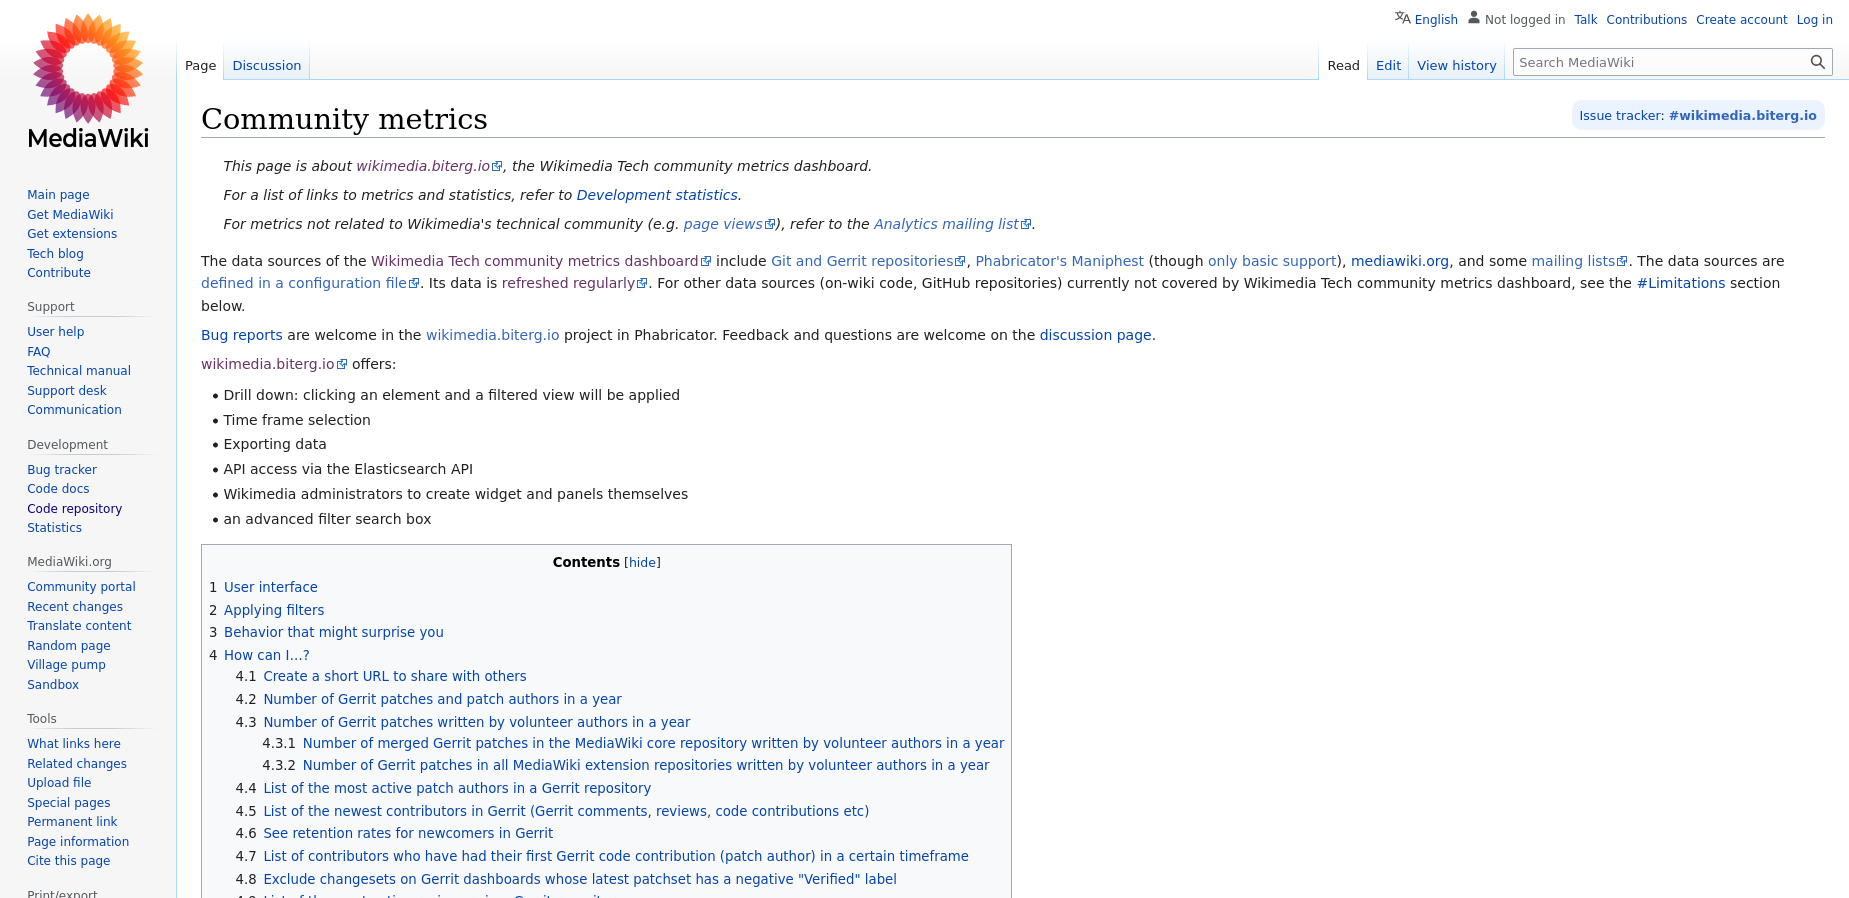 English Not logged in Talk Contributions Create account Log in
Page Discussion Read Edit View history Search MediaWiki
MediaWiki
Main page
Get MediaWiki
Get extensions
Tech blog
Contribute
Support
User help
FAQ
Technical manual
Support desk
Communication
Development
Bug tracker
Code docs
Code repository
Statistics
MediaWiki.org
Community portal
Recent changes
Translate content
Random page
Village pump
Sandbox
Tools
What links here
Related changes
Upload file
Special pages
Permanent link
Page information
Cite this page
Print/export
Community metrics
Issue tracker: #wikimedia.biterg.io
This page is about wikimedia.biterg.io, the Wikimedia Tech community metrics dashboard.
For a list of links to metrics and statistics, refer to Development statistics.
For metrics not related to Wikimedia's technical community (e.g. page views), refer to the Analytics mailing list.
The data sources of the Wikimedia Tech community metrics dashboard include Git and Gerrit repositories, Phabricator's Maniphest (though only basic support), mediawiki.org, and some mailing lists. The data sources are
defined in a configuration file. Its data is refreshed regularly. For other data sources (on-wiki code, GitHub repositories) currently not covered by Wikimedia Tech community metrics dashboard, see the #Limitations section
below.
Bug reports are welcome in the wikimedia.biterg.io project in Phabricator. Feedback and questions are welcome on the discussion page.
wikimedia.biterg.io offers:
• Drill down: clicking an element and a filtered view will be applied
• Time frame selection
• Exporting data
• API access via the Elasticsearch API
• Wikimedia administrators to create widget and panels themselves
• an advanced filter search box
Contents [hide]
1 User interface
2 Applying filters
3 Behavior that might surprise you
4 How can I...?
4.1 Create a short URL to share with others
4.2 Number of Gerrit patches and patch authors in a year
4.3 Number of Gerrit patches written by volunteer authors in a year
4.3.1 Number of merged Gerrit patches in the MediaWiki core repository written by volunteer authors in a year
4.3.2 Number of Gerrit patches in all MediaWiki extension repositories written by volunteer authors in a year
4.4 List of the most active patch authors in a Gerrit repository
4.5 List of the newest contributors in Gerrit (Gerrit comments, reviews, code contributions etc)
4.6 See retention rates for newcomers in Gerrit
4.7 List of contributors who have had their first Gerrit code contribution (patch author) in a certain timeframe
4.8 Exclude changesets on Gerrit dashboards whose latest patchset has a negative "Verified" label